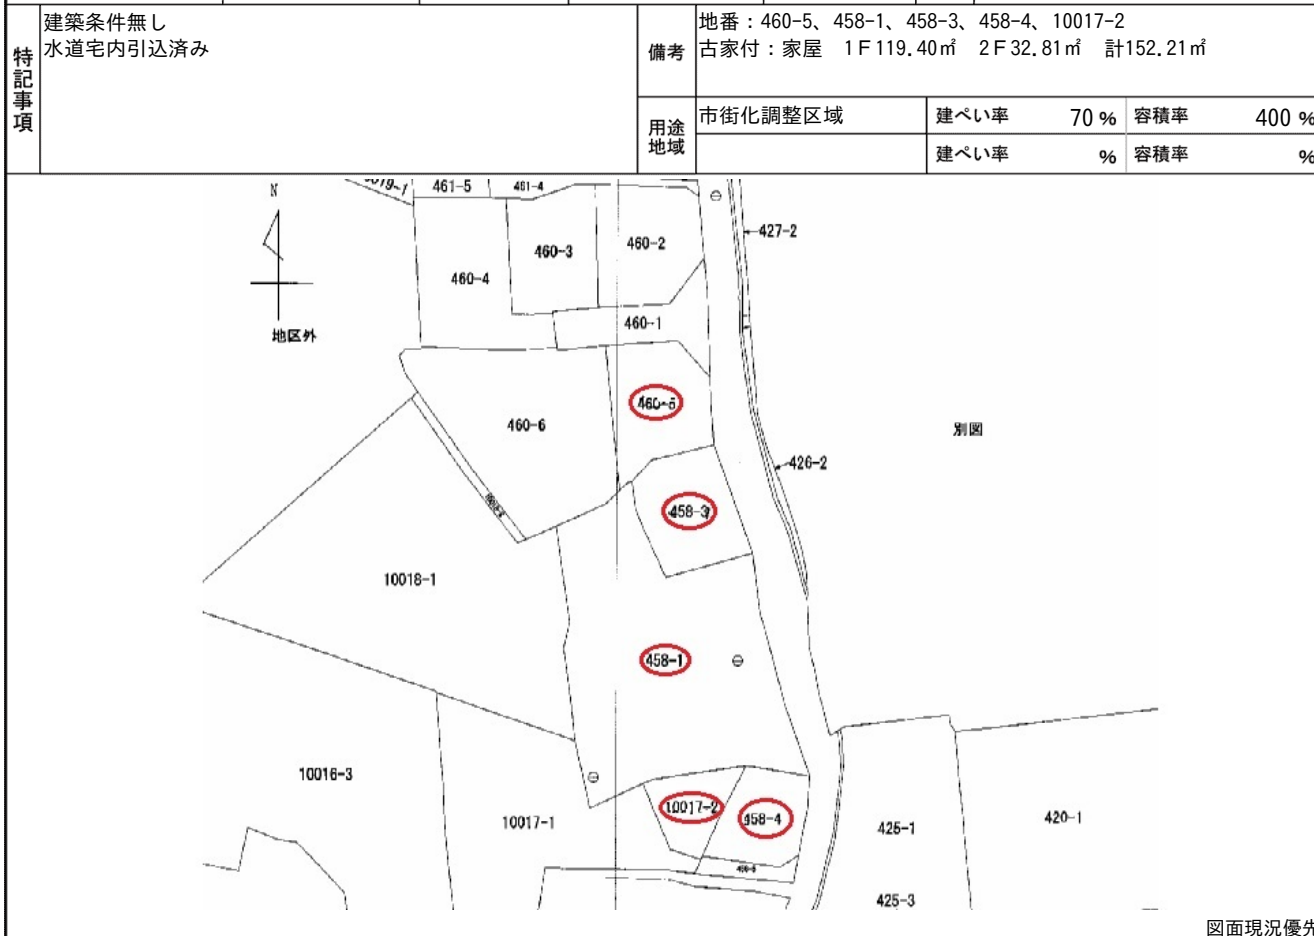 特記事項
建築条件無し
水道宅内引込済み
備考
地番：460-5、458-1、458-3、458-4、10017-2
古家付：家屋　1Ｆ119.40㎡　2Ｆ32.81㎡　計152.21㎡
用途地域
市街化調整区域
建ぺい率 70 % 容積率 400 %
建ぺい率 % 容積率 %
N
地区外
461-5
461-4
427-2
460-3
460-2
460-4
460-1
460-5
460-6
別図
426-2
458-3
10018-1
458-1
10016-3
10017-1
10017-2
458-4
425-1
420-1
425-3
図面現況優先